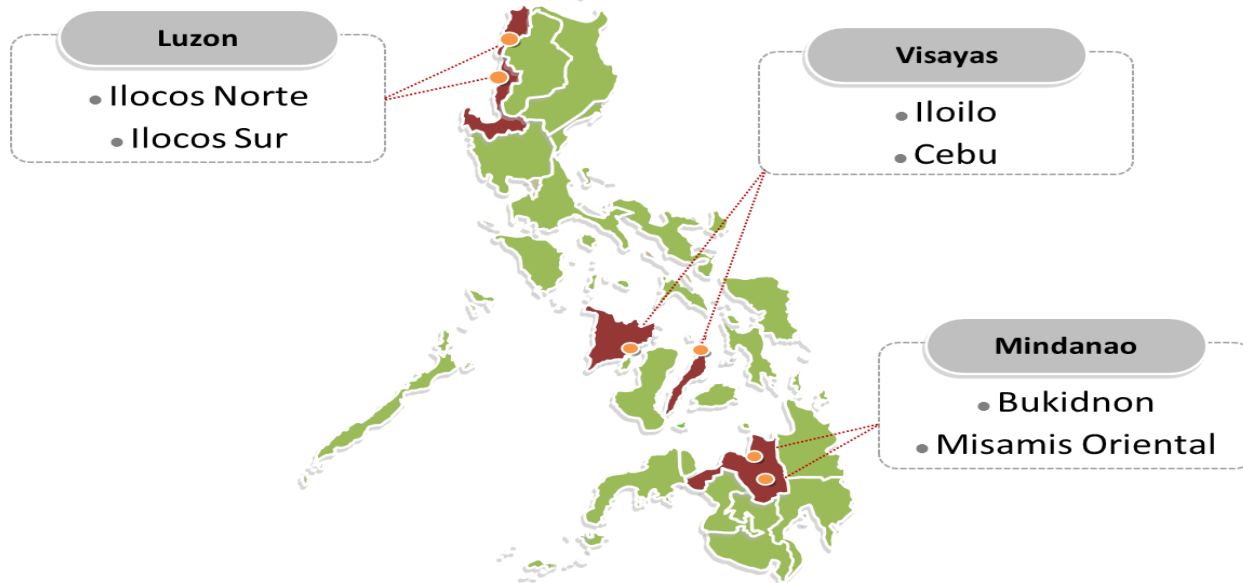 Luzon
• Ilocos Norte
• Ilocos Sur
Visayas
• Iloilo
• Cebu
Mindanao
• Bukidnon
• Misamis Oriental